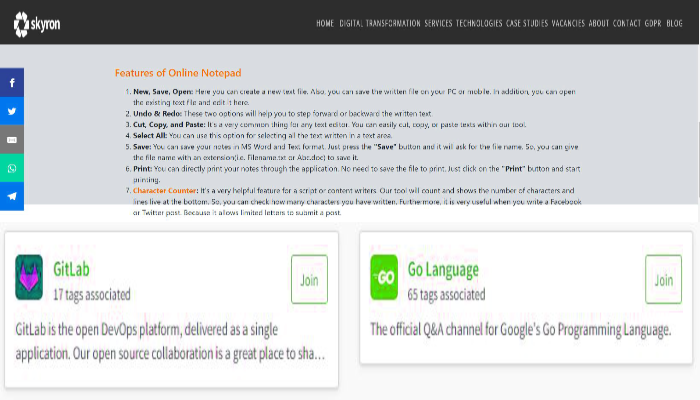 skyron
HOME DIGITAL TRANSFORMATION SERVICES TECHNOLOGIES CASE STUDIES VACANCIES ABOUT CONTACT GDPR BLOG
Features of Online Notepad
1. New, Save, Open: Here you can create a new text file. Also, you can save the written file on your PC or mobile. In addition, you can open
the existing text file and edit it here.
2. Undo & Redo: These two options will help you to step forward or backward the written text.
3. Cut, Copy, and Paste: It's a very common thing for any text editor. You can easily cut, copy, or paste texts within our tool.
4. Select All: You can use this option for selecting all the text written in a text area.
5. Save: You can save your notes in MS Word and Text format. Just press the "Save" button and it will ask for the file name. So, you can give
the file name with an extension(i.e. Filename.txt or Abc.doc) to save it.
6. Print: You can directly print your notes through the application. No need to save the file to print. Just click on the "Print" button and start
printing.
7. Character Counter: It's a very helpful feature for a script or content writers. Our tool will count and shows the number of characters and
lines live at the bottom. So, you can check how many characters you have written. Furthermore, it is very useful when you write a Facebook
or Twitter post. Because it allows limited letters to submit a post.
GitLab
17 tags associated
Join
GitLab is the open DevOps platform, delivered as a single
application. Our open source collaboration is a great place to sha...
GO
Go Language
65 tags associated
Join
The official Q&A channel for Google's Go Programming Language.